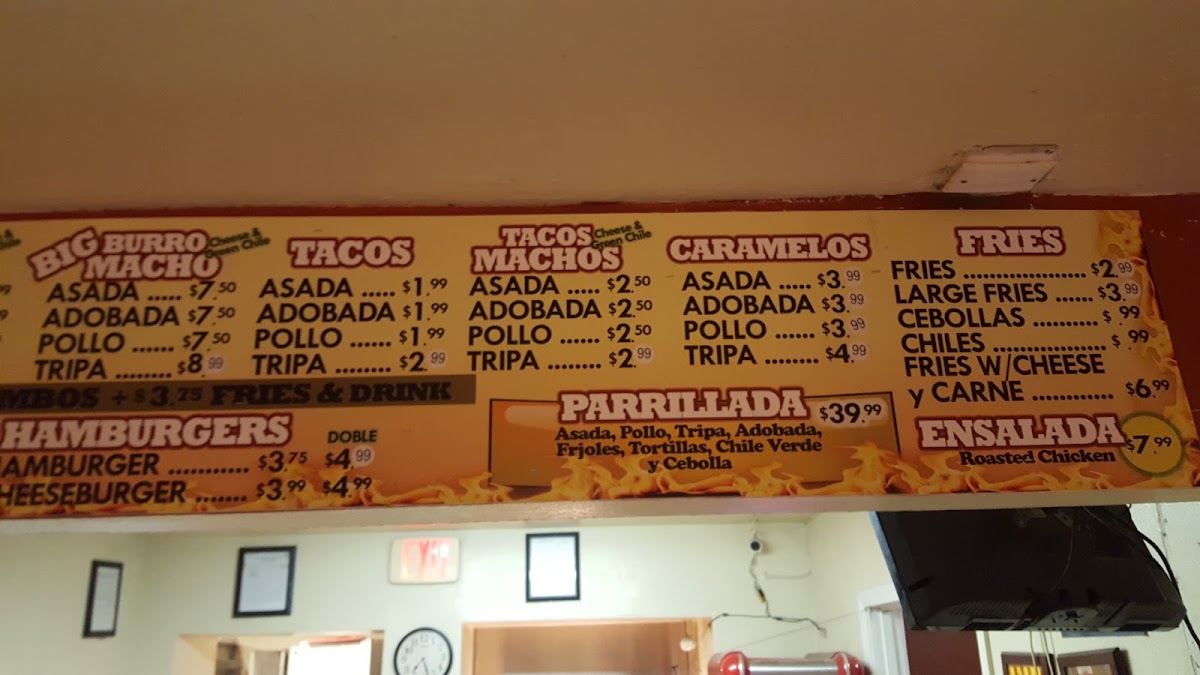 BIG BURRO
MACHO
Cheese &
Green Chile
ASADA ..... $7.50
ADOBADA $7.50
POLLO ...... $7.50
TRIPA ........ $8.99
TACOS
ASADA ..... $1.99
ADOBADA $1.99
POLLO ...... $1.99
TRIPA ........ $2.99
TACOS
MACHOS
Cheese &
Green Chile
ASADA ..... $2.50
ADOBADA $2.50
POLLO ...... $2.50
TRIPA ........ $2.99
CARAMELOS
ASADA ..... $3.99
ADOBADA $3.99
POLLO ...... $3.99
TRIPA ........ $4.99
FRIES
FRIES ..................... $2.99
LARGE FRIES ...... $3.99
CEBOLLAS .......... $ .99
CHILES .................... $ .99
FRIES W/CHEESE
y CARNE ............ $6.99
MBOS + $3.75 FRIES & DRINK
HAMBURGERS
DOBLE
HAMBURGER ............ $3.75 $4.99
HEESEBURGER ....... $3.99 $4.99
PARRILLADA $39.99
Asada, Pollo, Tripa, Adobada,
Frjoles, Tortillas, Chile Verde
y Cebolla
ENSALADA $7.99
Roasted Chicken
EXIT